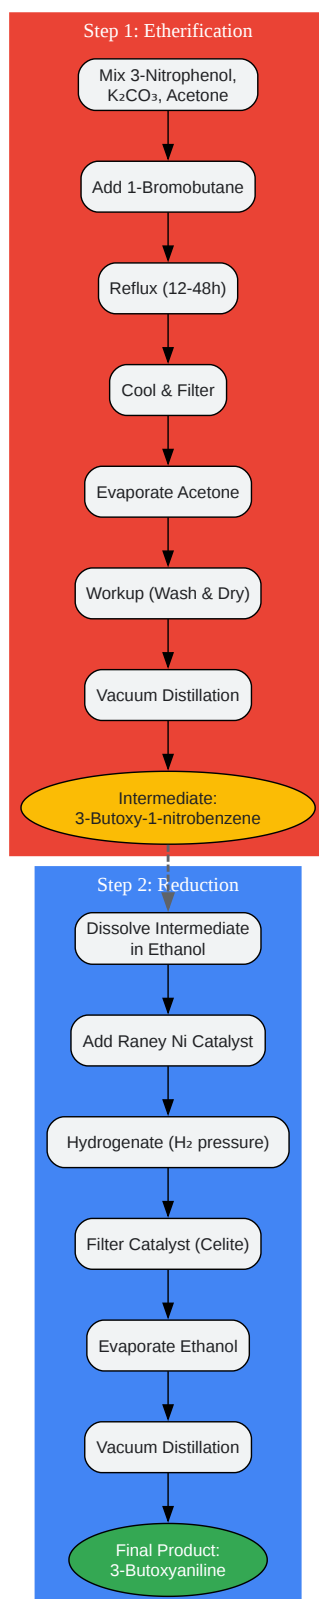 Step 1: Etherification
Mix 3-Nitrophenol,
K₂CO₃, Acetone
Add 1-Bromobutane
Reflux (12-48h)
Cool & Filter
Evaporate Acetone
Workup (Wash & Dry)
Vacuum Distillation
Intermediate:
3-Butoxy-1-nitrobenzene
Step 2: Reduction
Dissolve Intermediate
in Ethanol
Add Raney Ni Catalyst
Hydrogenate (H₂ pressure)
Filter Catalyst (Celite)
Evaporate Ethanol
Vacuum Distillation
Final Product:
3-Butoxyaniline